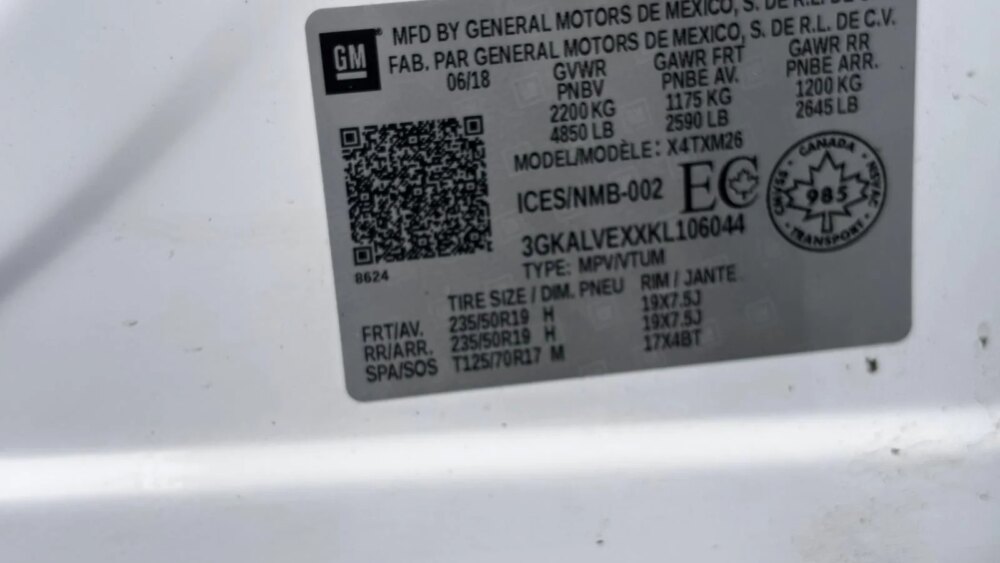 GM
MFD BY GENERAL MOTORS DE MEXICO, S. DE R.L. DE C.V.
FAB. PAR GENERAL MOTORS DE MEXICO, S. DE R.L. DE C.V.
06/18 GVWR GAWR FRT GAWR RR
PNBV PNBE AV. PNBE ARR.
2200 KG 1175 KG 1200 KG
4850 LB 2590 LB 2645 LB
MODEL/MODÈLE: X4TXM26
ICES/NMB-002 EC
CANADA
CMVSS NSVAC
985
TRANSPORT
3GKALVEXXKL106044
TYPE: MPV/VTUM
8624
TIRE SIZE / DIM. PNEU RIM / JANTE
FRT/AV. 235/50R19 H 19X7.5J
RR/ARR. 235/50R19 H 19X7.5J
SPA/SOS T125/70R17 M 17X4BT